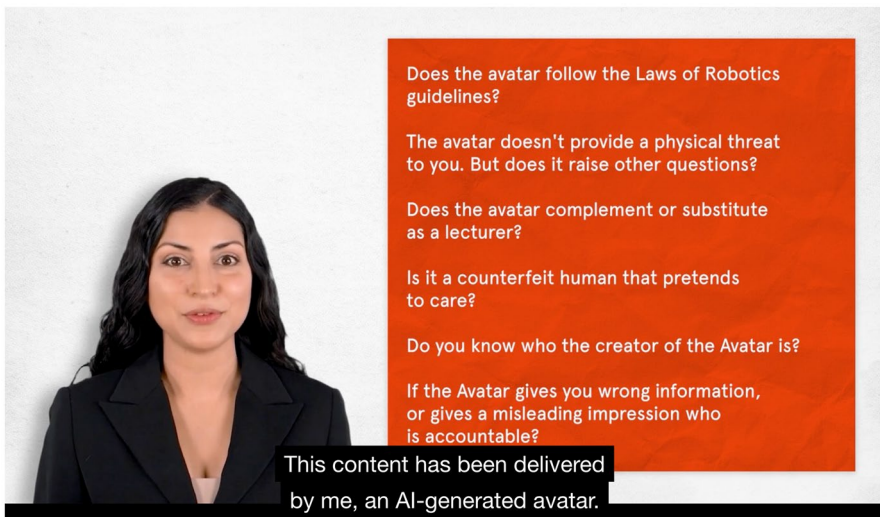 Does the avatar follow the Laws of Robotics
guidelines?
The avatar doesn't provide a physical threat
to you. But does it raise other questions?
Does the avatar complement or substitute
as a lecturer?
Is it a counterfeit human that pretends
to care?
Do you know who the creator of the Avatar is?
If the Avatar gives you wrong information,
or gives a misleading impression who
is accountable?
This content has been delivered
by me, an AI-generated avatar.